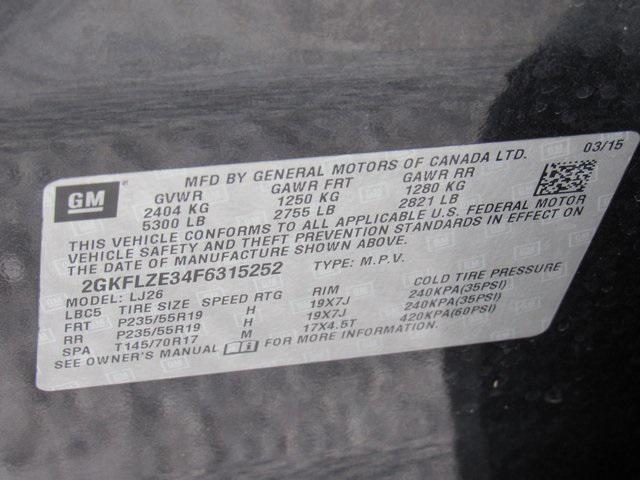 MFD BY GENERAL MOTORS OF CANADA LTD. 03/15
GM
GVWR GAWR FRT GAWR RR
2404 KG 1250 KG 1280 KG
5300 LB 2755 LB 2821 LB
THIS VEHICLE CONFORMS TO ALL APPLICABLE U.S. FEDERAL MOTOR
VEHICLE SAFETY AND THEFT PREVENTION STANDARDS IN EFFECT ON
THE DATE OF MANUFACTURE SHOWN ABOVE.
2GKFLZE34F6315252 TYPE: M.P.V.
MODEL: LJ26
LBC5 TIRE SIZE SPEED RTG RIM COLD TIRE PRESSURE
FRT P235/55R19 H 19X7J 240KPA(35PSI)
RR P235/55R19 H 19X7J 240KPA(35PSI)
SPA T145/70R17 M 17X4.5T 420KPA(60PSI)
SEE OWNER'S MANUAL FOR MORE INFORMATION.